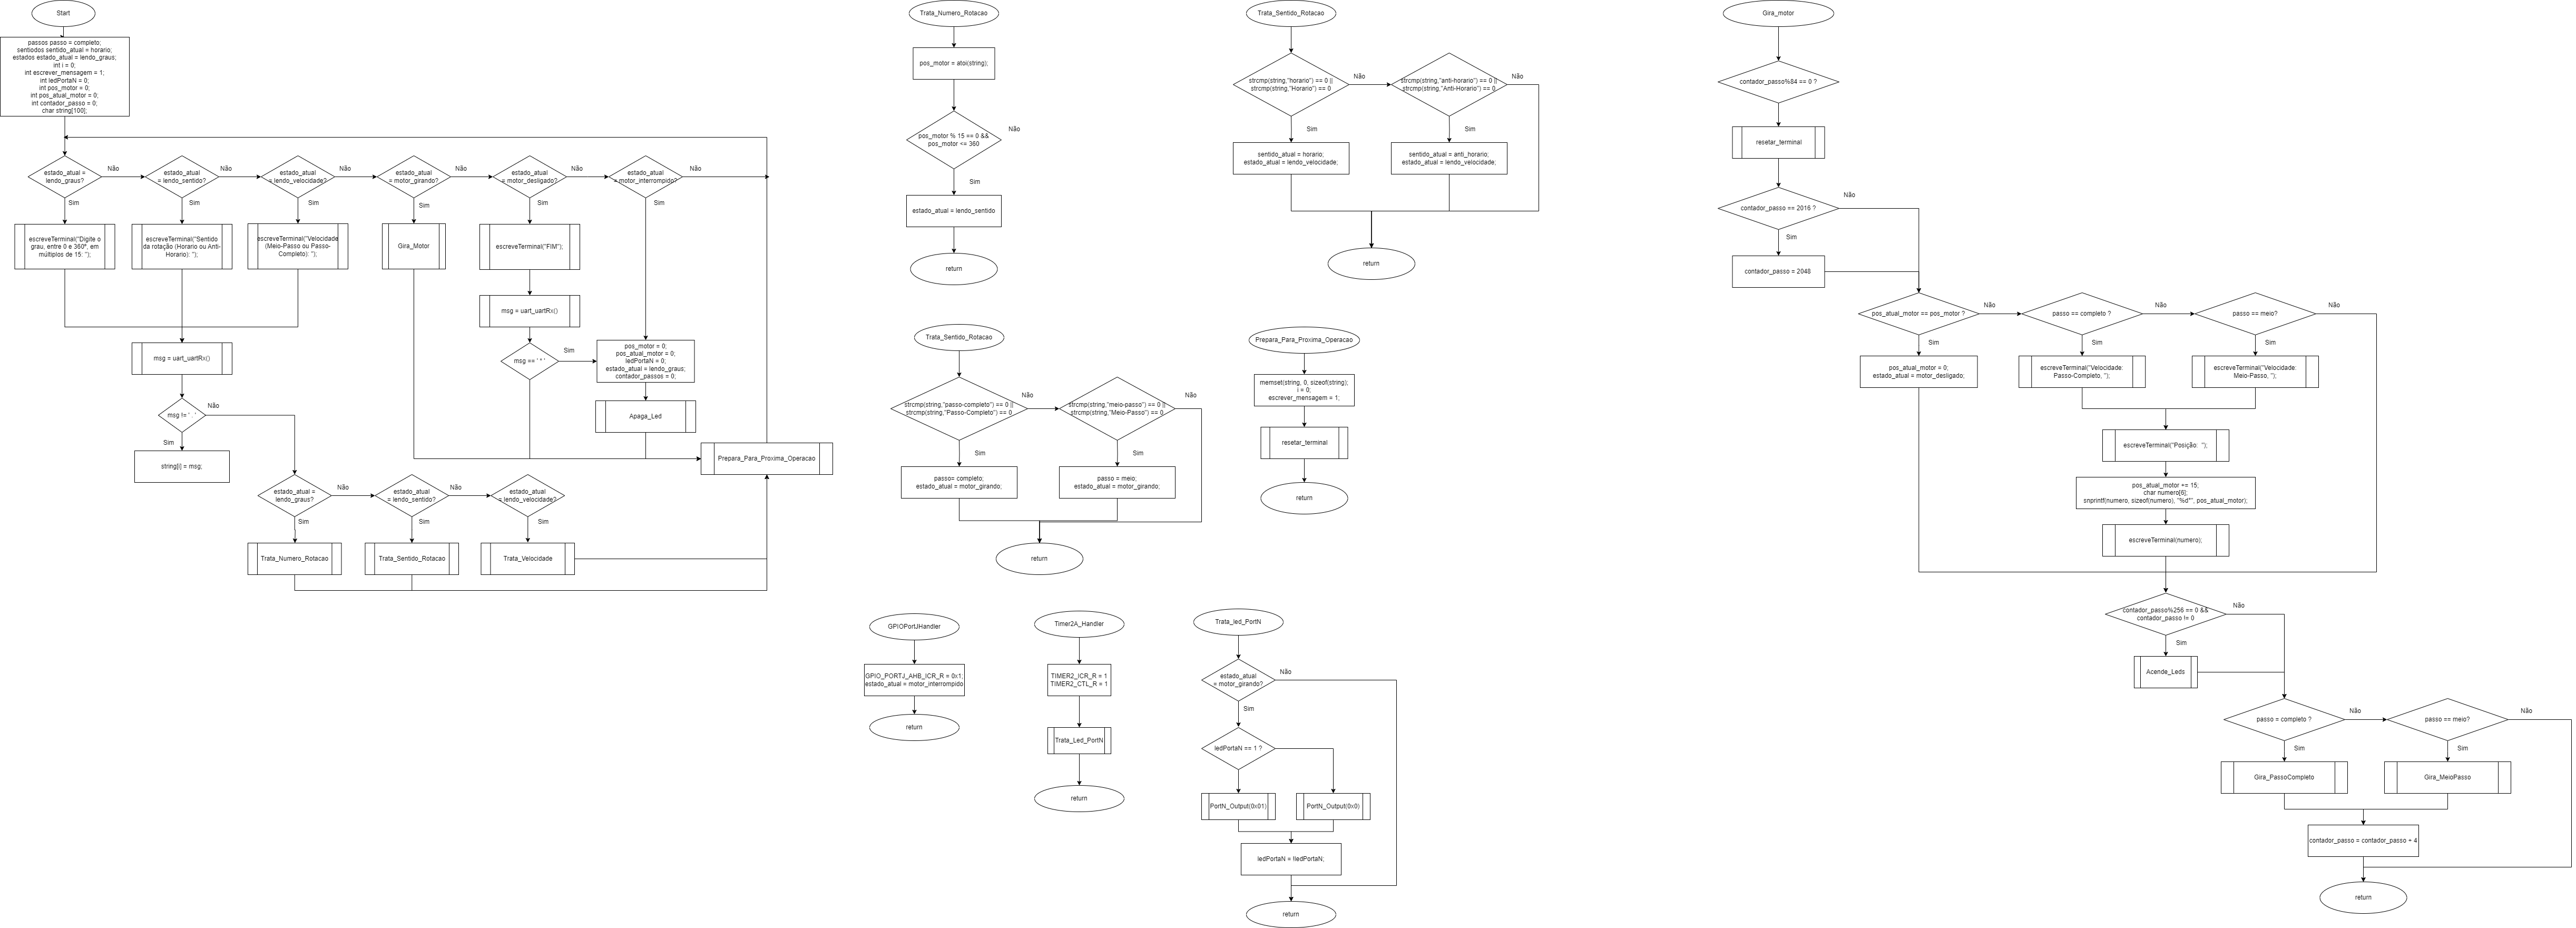 Start
passos passo = completo;
sentiodos sentido_atual = horario;
estados estado_atual = lendo_graus;
int i = 0;
int escrever_mensagem = 1;
int ledPortaN = 0;
int pos_motor = 0;
int pos_atual_motor = 0;
int contador_passo = 0;
char string[100];
estado_atual =
lendo_graus?
Não
Sim
estado_atual
= lendo_sentido?
Não
Sim
estado_atual
= lendo_velocidade?
Não
Sim
estado_atual
= motor_girando?
Não
Sim
estado_atual
= motor_desligado?
Não
Sim
estado_atual
= motor_interrompido?
Não
Sim
escreveTerminal("Digite o
grau, entre 0 e 360º, em
múltiplos de 15: ");
escreveTerminal("Sentido
da rotação (Horario ou Anti-
Horario): ");
escreveTerminal("Velocidade
(Meio-Passo ou Passo-
Completo): ");
Gira_Motor
escreveTerminal("FIM");
msg = uart_uartRx()
msg == ' * '
Sim
pos_motor = 0;
pos_atual_motor = 0;
ledPortaN = 0;
estado_atual = lendo_graus;
contador_passos = 0;
Apaga_Led
Prepara_Para_Proxima_Operacao
msg = uart_uartRx()
msg != ' . '
Não
Sim
string[i] = msg;
estado_atual =
lendo_graus?
Não
Sim
estado_atual
= lendo_sentido?
Não
Sim
estado_atual
= lendo_velocidade?
Sim
Trata_Numero_Rotacao
Trata_Sentido_Rotacao
Trata_Velocidade
Trata_Numero_Rotacao
pos_motor = atoi(string);
pos_motor % 15 == 0 &&
pos_motor <= 360
Não
Sim
estado_atual = lendo_sentido
return
Trata_Sentido_Rotacao
strcmp(string,"horario") == 0 ||
strcmp(string,"Horario") == 0
Não
Sim
strcmp(string,"anti-horario") == 0 ||
strcmp(string,"Anti-Horario") == 0
Não
Sim
sentido_atual = horario;
estado_atual = lendo_velocidade;
sentido_atual = anti_horario;
estado_atual = lendo_velocidade;
return
Trata_Sentido_Rotacao
strcmp(string,"passo-completo") == 0 ||
strcmp(string,"Passo-Completo") == 0
Não
Sim
strcmp(string,"meio-passo") == 0 ||
strcmp(string,"Meio-Passo") == 0
Não
Sim
passo= completo;
estado_atual = motor_girando;
passo = meio;
estado_atual = motor_girando;
return
Prepara_Para_Proxima_Operacao
memset(string, 0, sizeof(string);
i = 0;
escrever_mensagem = 1;
resetar_terminal
return
GPIOPortJHandler
GPIO_PORTJ_AHB_ICR_R = 0x1;
estado_atual = motor_interrompido
return
Timer2A_Handler
TIMER2_ICR_R = 1
TIMER2_CTL_R = 1
Trata_Led_PortN
return
Trata_led_PortN
estado_atual
= motor_girando?
Não
Sim
ledPortaN == 1 ?
PortN_Output(0x01)
PortN_Output(0x0)
ledPortaN = !ledPortaN;
return
Gira_motor
contador_passo%84 == 0 ?
resetar_terminal
contador_passo == 2016 ?
Não
Sim
contador_passo = 2048
pos_atual_motor == pos_motor ?
Não
Sim
passo == completo ?
Não
Sim
passo == meio?
Não
Sim
pos_atual_motor = 0;
estado_atual = motor_desligado;
escreveTerminal("Velocidade:
Passo-Completo, ");
escreveTerminal("Velocidade:
Meio-Passo, ");
escreveTerminal("Posição:  ");
pos_atual_motor += 15;
char numero[6];
snprintf(numero, sizeof(numero), "%d°", pos_atual_motor);
escreveTerminal(numero);
contador_passo%256 == 0 &&
contador_passo != 0
Não
Sim
Acende_Leds
passo = completo ?
Não
Sim
passo == meio?
Não
Sim
Gira_PassoCompleto
Gira_MeioPasso
contador_passo = contador_passo + 4
return